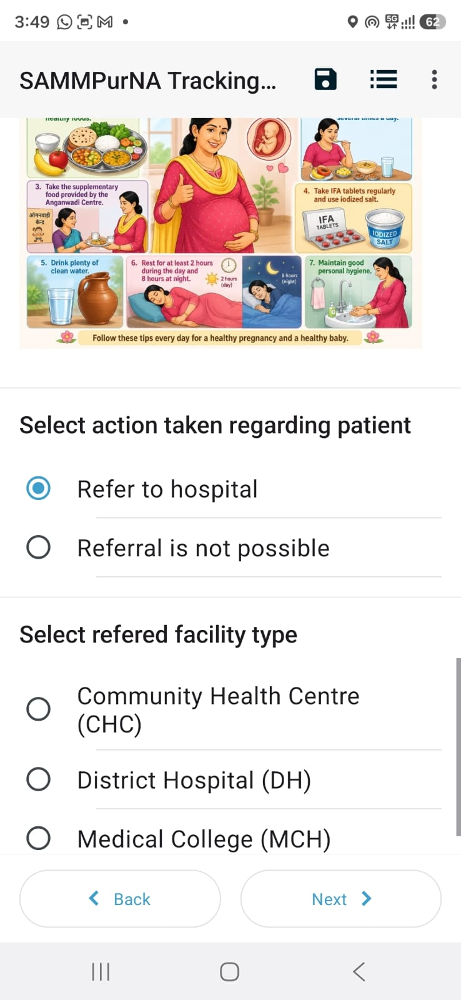 3:49
5G
62
SAMMPurNA Tracking...
healthy foods.
several times a day.
3. Take the supplementary
food provided by the
Anganwadi Centre.
आंगनवाड़ी
केन्द्र
4. Take IFA tablets regularly
and use iodized salt.
IFA
TABLETS
IODIZED
SALT
5. Drink plenty of
clean water.
6. Rest for at least 2 hours
during the day and
8 hours at night.
2 hours
(day)
8 hours
(night)
7. Maintain good
personal hygiene.
Follow these tips every day for a healthy pregnancy and a healthy baby.
Select action taken regarding patient
Refer to hospital
Referral is not possible
Select refered facility type
Community Health Centre
(CHC)
District Hospital (DH)
Medical College (MCH)
Back
Next